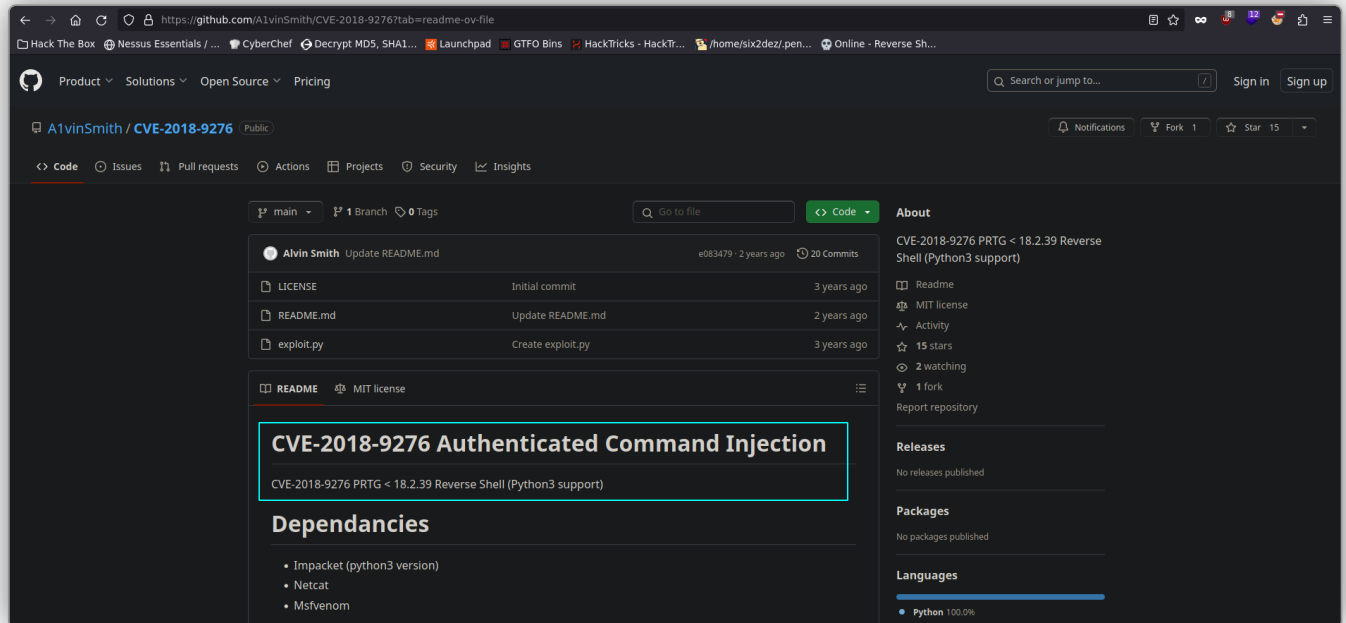 https://github.com/A1vinSmith/CVE-2018-9276?tab=readme-ov-file
8 12
Hack The Box Nessus Essentials / ... CyberChef Decrypt MD5, SHA1... Launchpad GTFO Bins HackTricks - HackTr... /home/six2dez/.pen... Online - Reverse Sh...
Product Solutions Open Source Pricing Search or jump to... / Sign in Sign up
A1vinSmith / CVE-2018-9276 Public Notifications Fork 1 Star 15
Code Issues Pull requests Actions Projects Security Insights
main 1 Branch 0 Tags Go to file Code
Alvin Smith Update README.md e083479 · 2 years ago 20 Commits
LICENSE Initial commit 3 years ago
README.md Update README.md 2 years ago
exploit.py Create exploit.py 3 years ago
README MIT license
CVE-2018-9276 Authenticated Command Injection
CVE-2018-9276 PRTG < 18.2.39 Reverse Shell (Python3 support)
Dependancies
• Impacket (python3 version)
• Netcat
• Msfvenom
About
CVE-2018-9276 PRTG < 18.2.39 Reverse
Shell (Python3 support)
Readme
MIT license
Activity
15 stars
2 watching
1 fork
Report repository
Releases
No releases published
Packages
No packages published
Languages
Python 100.0%